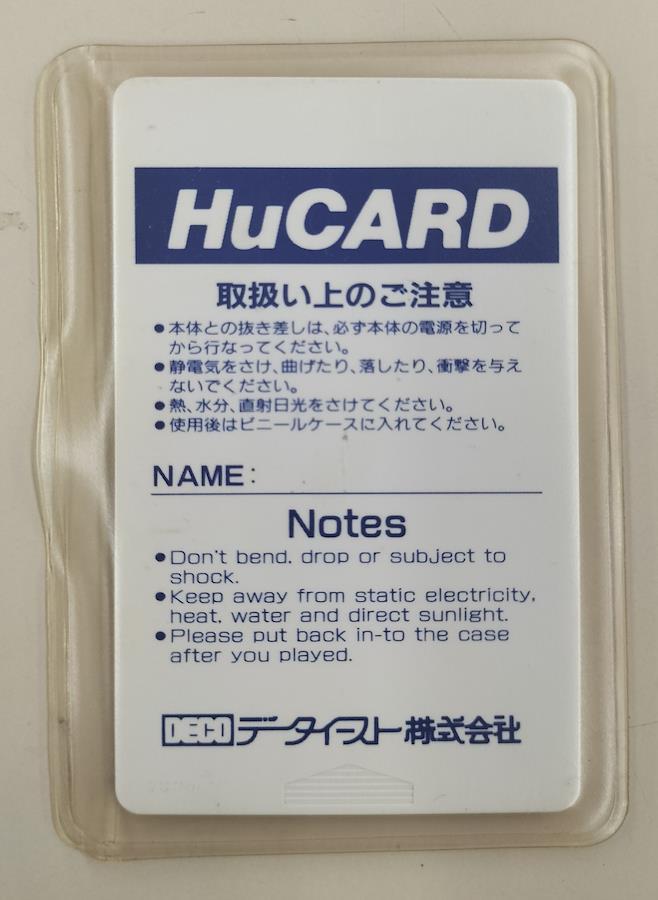 HuCARD
取扱い上のご注意
●本体との抜き差しは、必ず本体の電源を切って
から行なってください。
●静電気をさけ、曲げたり、落したり、衝撃を与え
ないでください。
●熱、水分、直射日光をさけてください。
●使用後はビニールケースに入れてください。
NAME:
Notes
●Don't bend. drop or subject to
shock.
●Keep away from static electricity,
heat, water and direct sunlight.
●Please put back in-to the case
after you played.
DECO データイースト株式会社